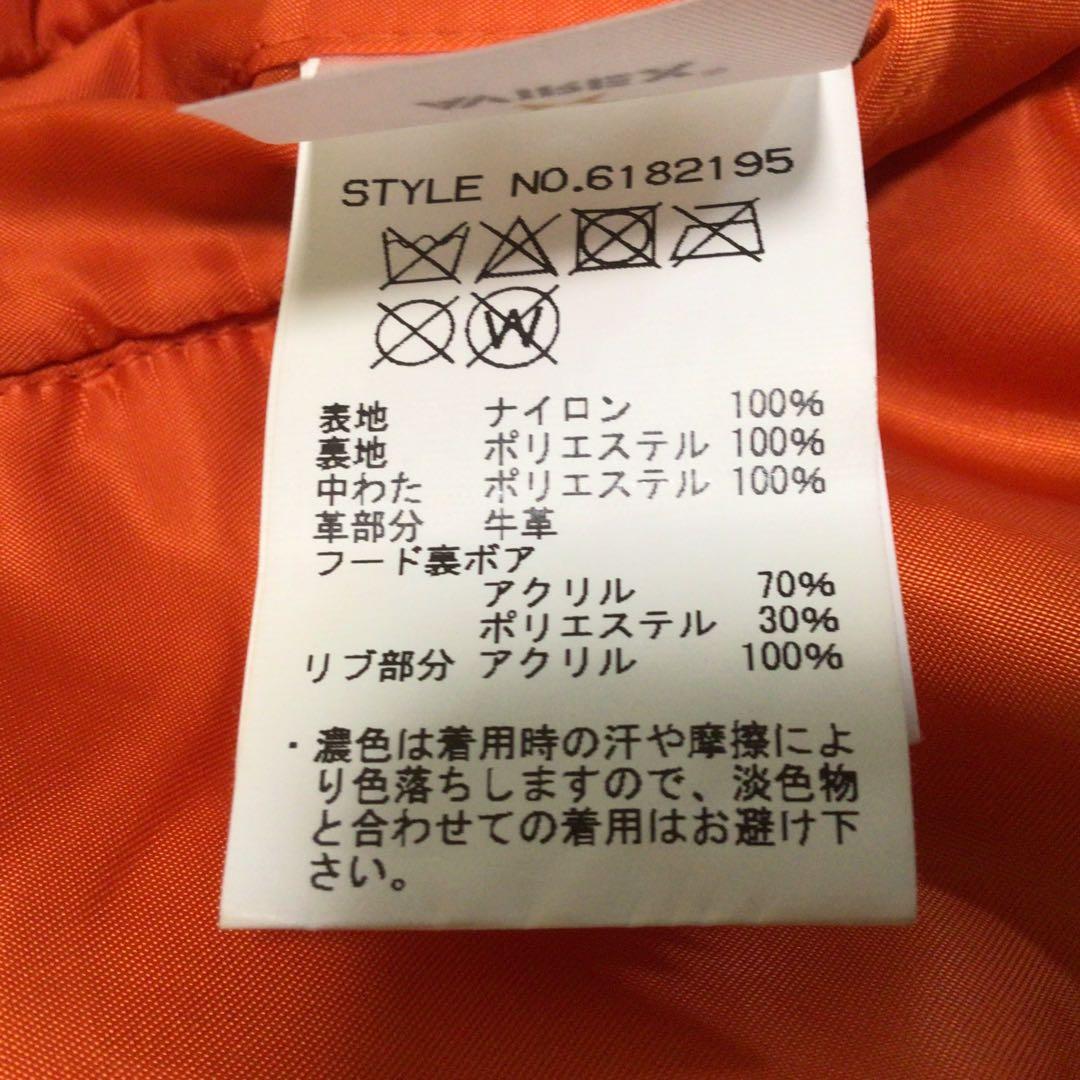 STYLE NO.6182195
W
表地 ナイロン 100%
裏地 ポリエステル 100%
中わた ポリエステル 100%
革部分 牛革
フード裏ボア
アクリル 70%
ポリエステル 30%
リブ部分 アクリル 100%
・濃色は着用時の汗や摩擦によ
り色落ちしますので、淡色物
と合わせての着用はお避け下
さい。